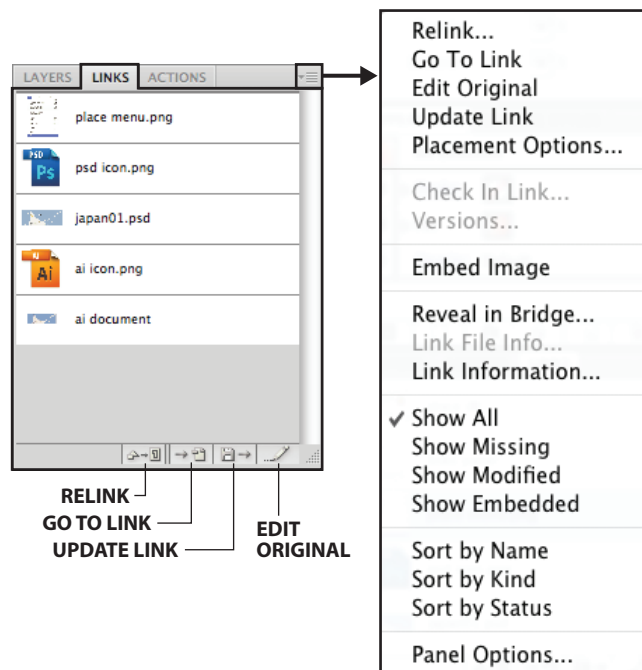 LAYERS LINKS ACTIONS
place menu.png
PSD
Ps
psd icon.png
japan01.psd
Ai
ai icon.png
ai document
RELINK
GO TO LINK
UPDATE LINK
EDIT
ORIGINAL
Relink...
Go To Link
Edit Original
Update Link
Placement Options...
Check In Link...
Versions...
Embed Image
Reveal in Bridge...
Link File Info...
Link Information...
Show All
Show Missing
Show Modified
Show Embedded
Sort by Name
Sort by Kind
Sort by Status
Panel Options...